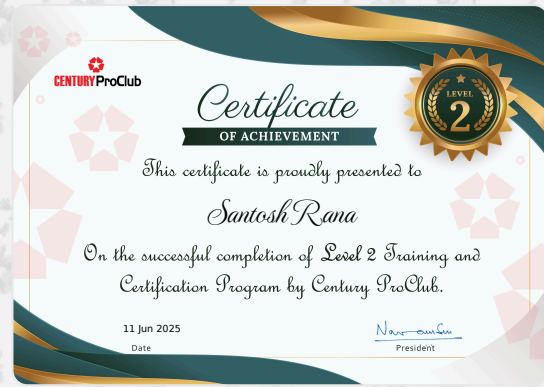 CENTURY ProClub
LEVEL
2
Certificate
OF ACHIEVEMENT
This certificate is proudly presented to
Santosh Rana
On the successful completion of Level 2 Training and
Certification Program by Century ProClub.
11 Jun 2025
Date
President